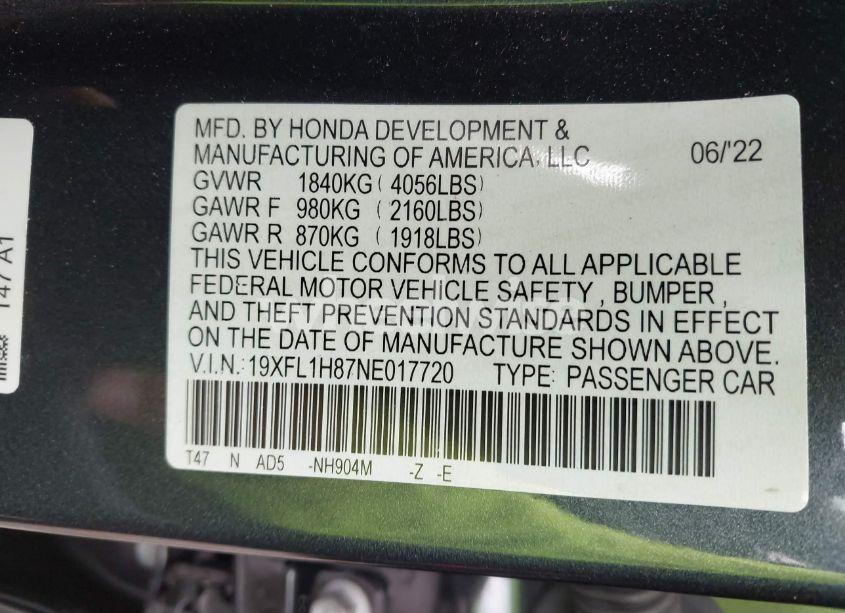 MFD. BY HONDA DEVELOPMENT &
MANUFACTURING OF AMERICA, LLC 06/'22
GVWR 1840KG ( 4056LBS)
GAWR F 980KG ( 2160LBS)
GAWR R 870KG ( 1918LBS)
THIS VEHICLE CONFORMS TO ALL APPLICABLE
FEDERAL MOTOR VEHICLE SAFETY , BUMPER ,
AND THEFT PREVENTION STANDARDS IN EFFECT
ON THE DATE OF MANUFACTURE SHOWN ABOVE.
V.I.N.: 19XFL1H87NE017720 TYPE: PASSENGER CAR
T47 N AD5 -NH904M -Z -E
T47 A1